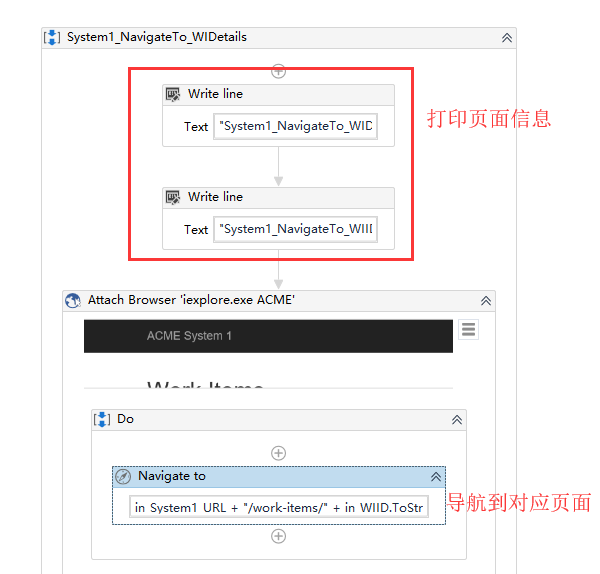 System1_NavigateTo_WIDetails
Write line
Text "System1_NavigateTo_WID
打印页面信息
Write line
Text "System1_NavigateTo_WII
Attach Browser 'iexplore.exe ACME'
ACME System 1
Work Items
Do
Navigate to
in System1 URL + "/work-items/" + in WIID.ToStr
导航到对应页面